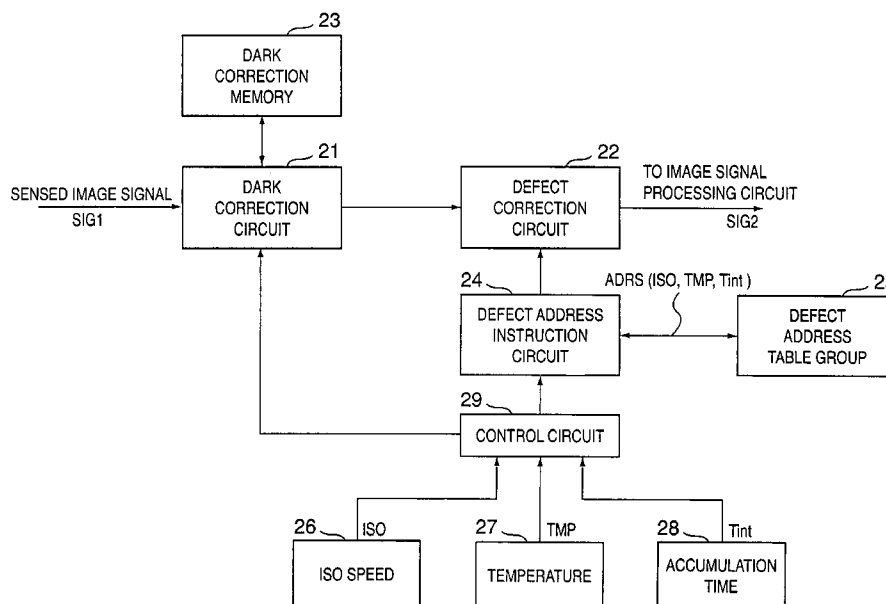 23
DARK
CORRECTION
MEMORY
21
22
SENSED IMAGE SIGNAL
SIG1
DARK
CORRECTION
CIRCUIT
DEFECT
CORRECTION
CIRCUIT
TO IMAGE SIGNAL
PROCESSING CIRCUIT
SIG2
24
ADRS (ISO, TMP, Tint )
DEFECT ADDRESS
INSTRUCTION
CIRCUIT
DEFECT
ADDRESS
TABLE GROUP
29
CONTROL CIRCUIT
26
ISO
27
TMP
28
Tint
ISO SPEED
TEMPERATURE
ACCUMULATION
TIME